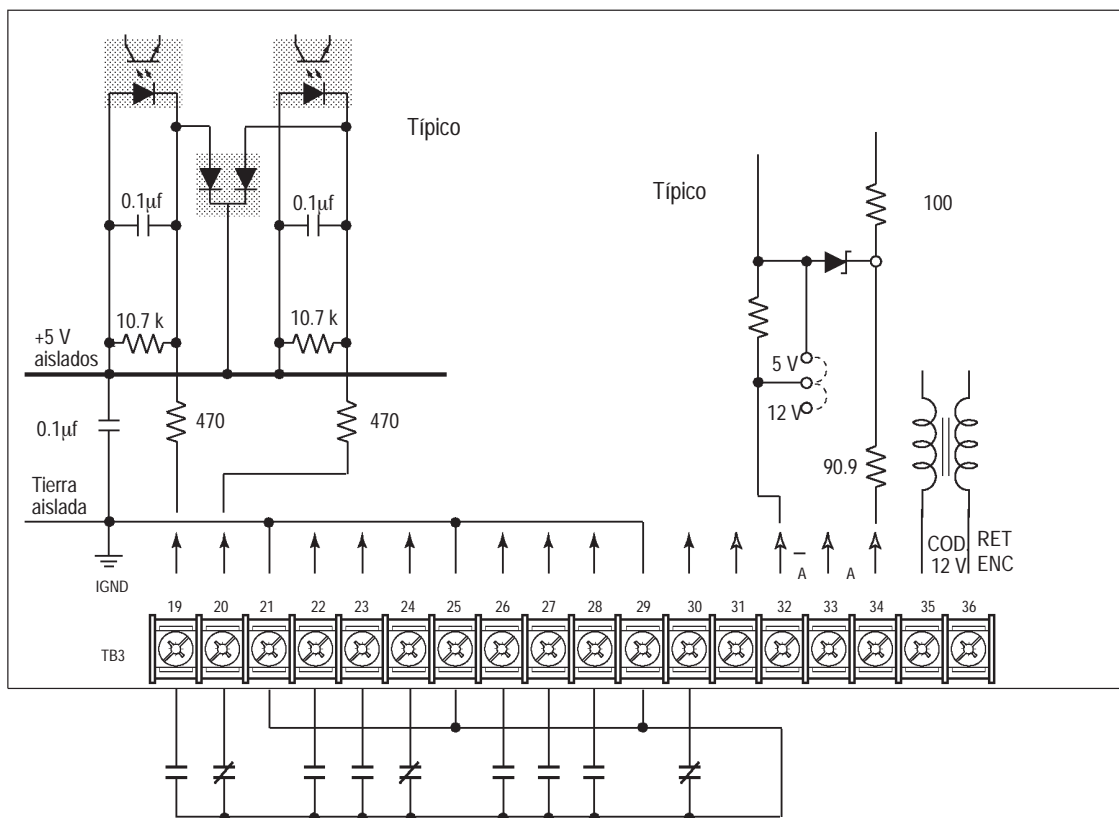 Típico
Típico
0.1µf
0.1µf
100
10.7 k
10.7 k
+5 V
aislados
5 V
12 V
0.1µf
470
470
90.9
Tierra
aislada
COD.
12 V
RET
ENC
A
A
IGND
19 20 21 22 23 24 25 26 27 28 29 30 31 32 33 34 35 36
TB3